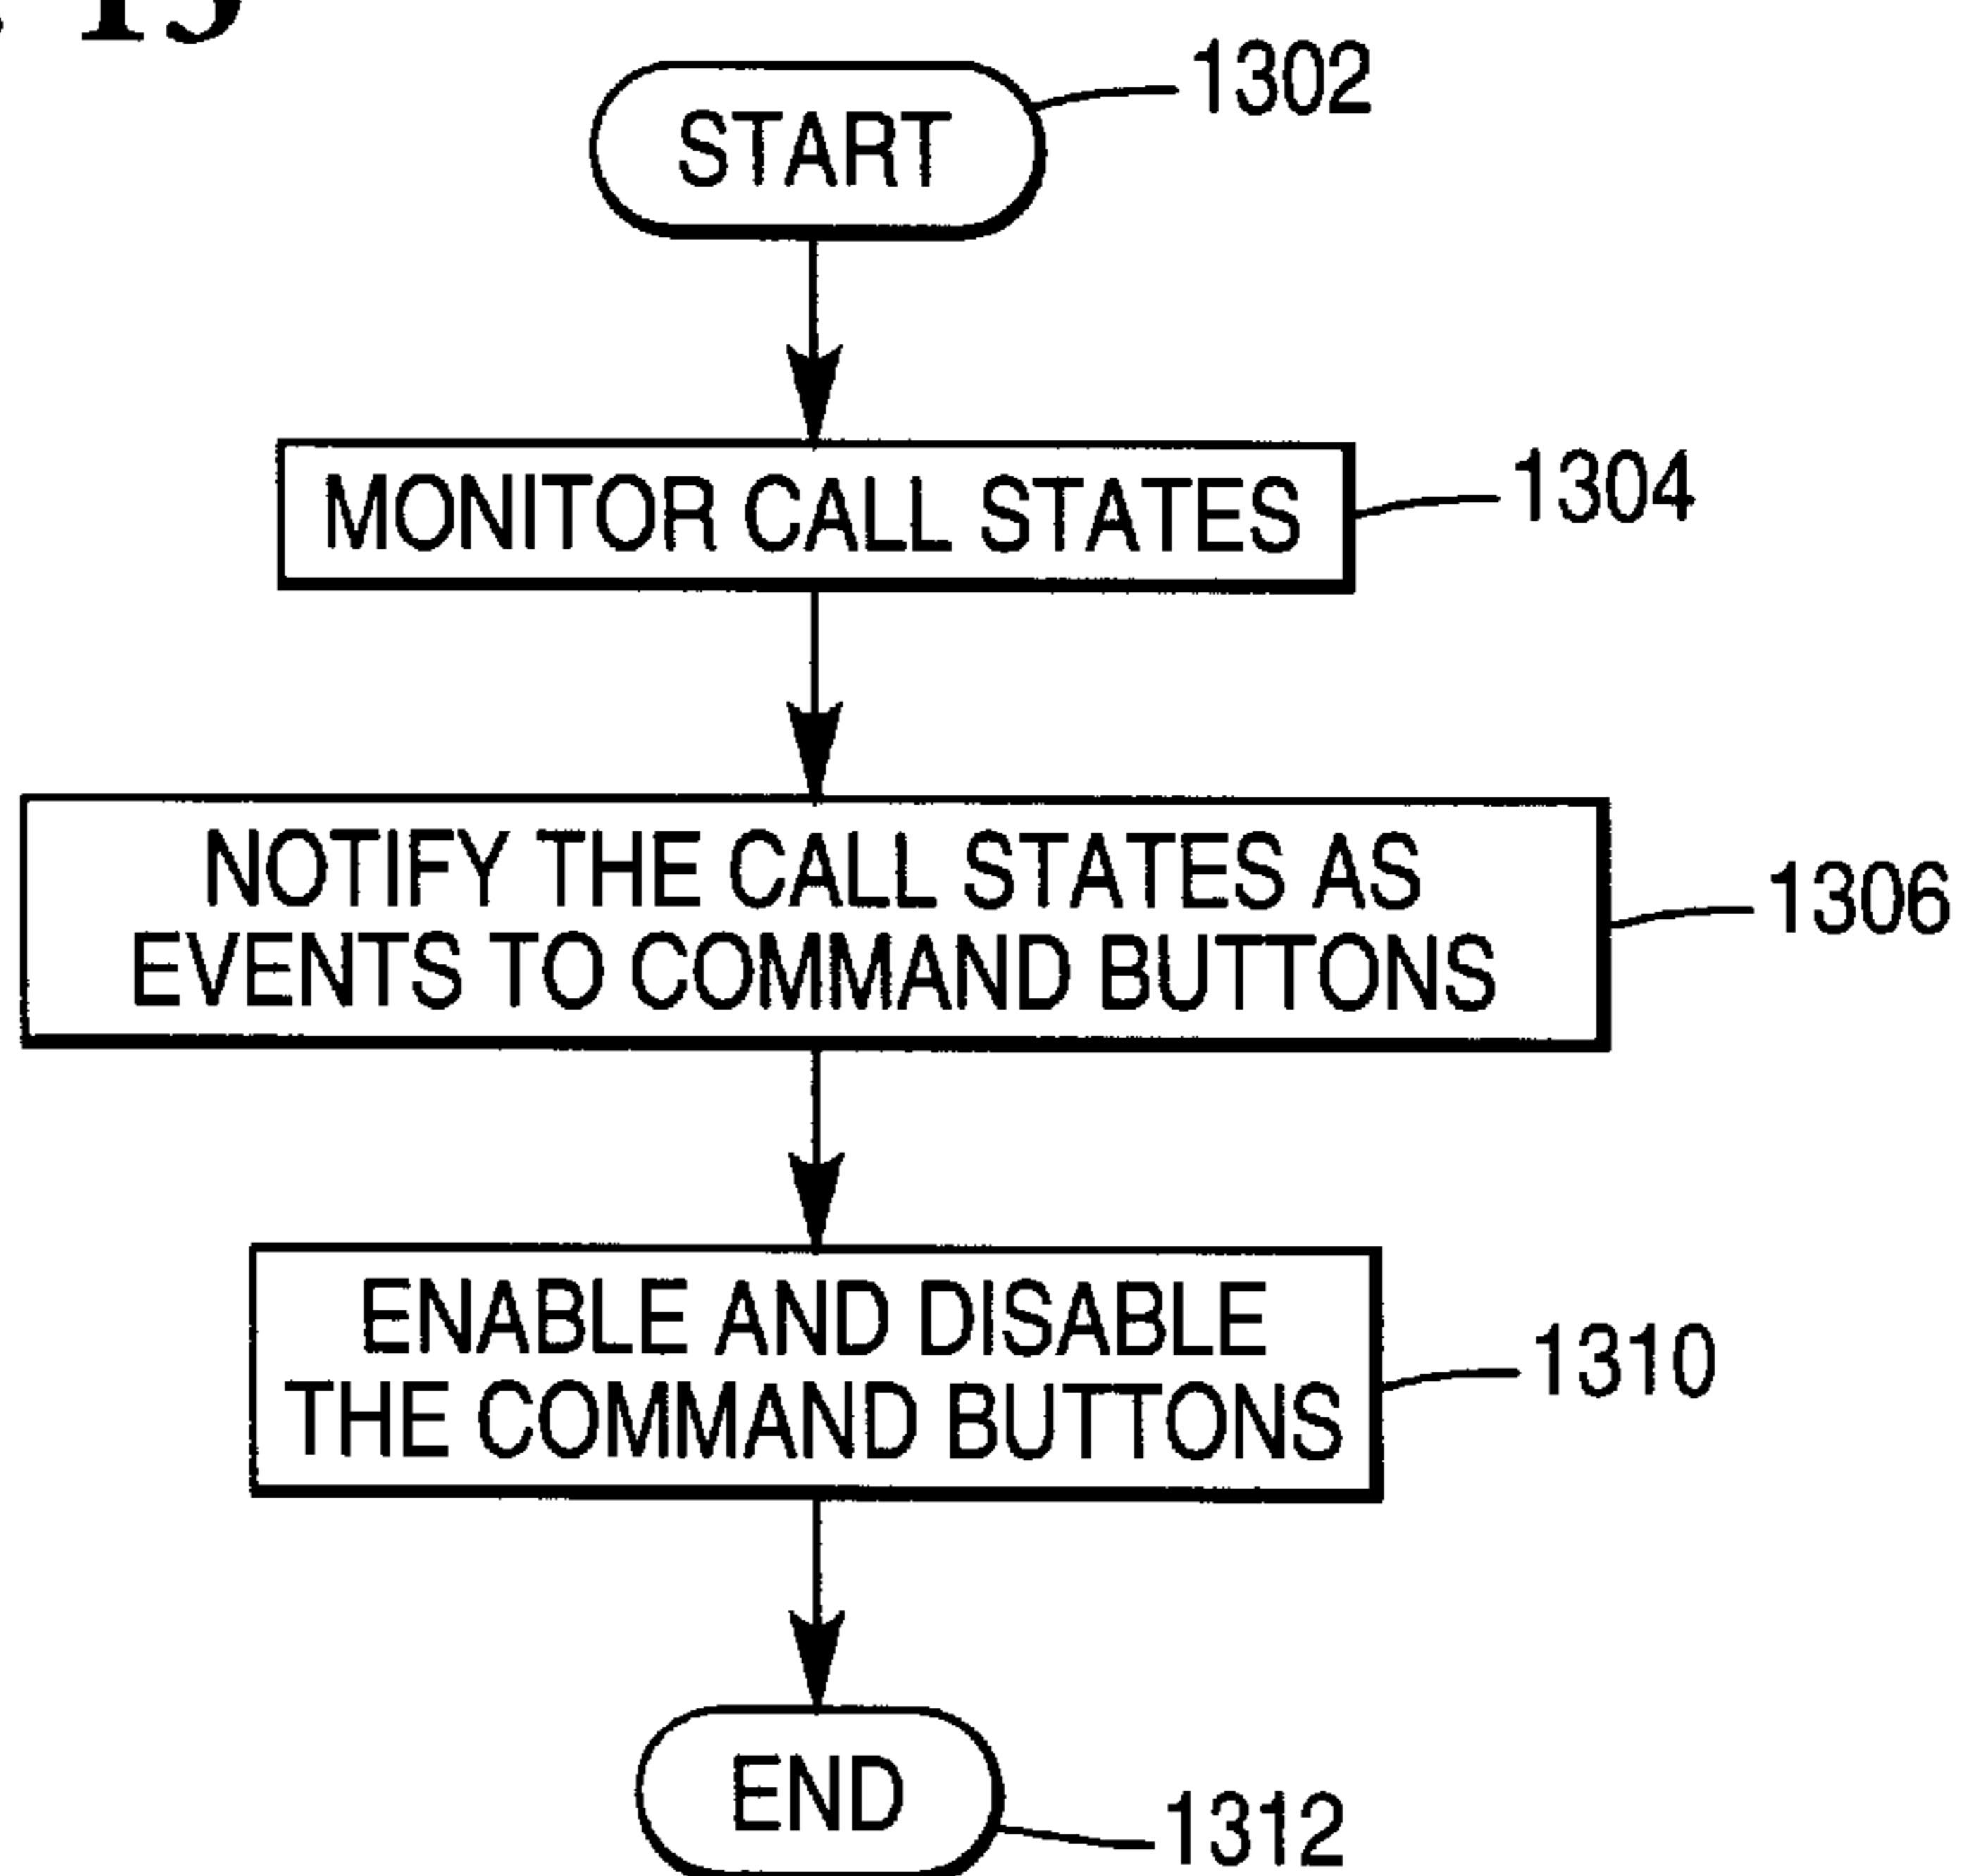 13
1302
START
MONITOR CALL STATES
1304
NOTIFY THE CALL STATES AS
EVENTS TO COMMAND BUTTONS
1306
ENABLE AND DISABLE
THE COMMAND BUTTONS
1310
END
1312